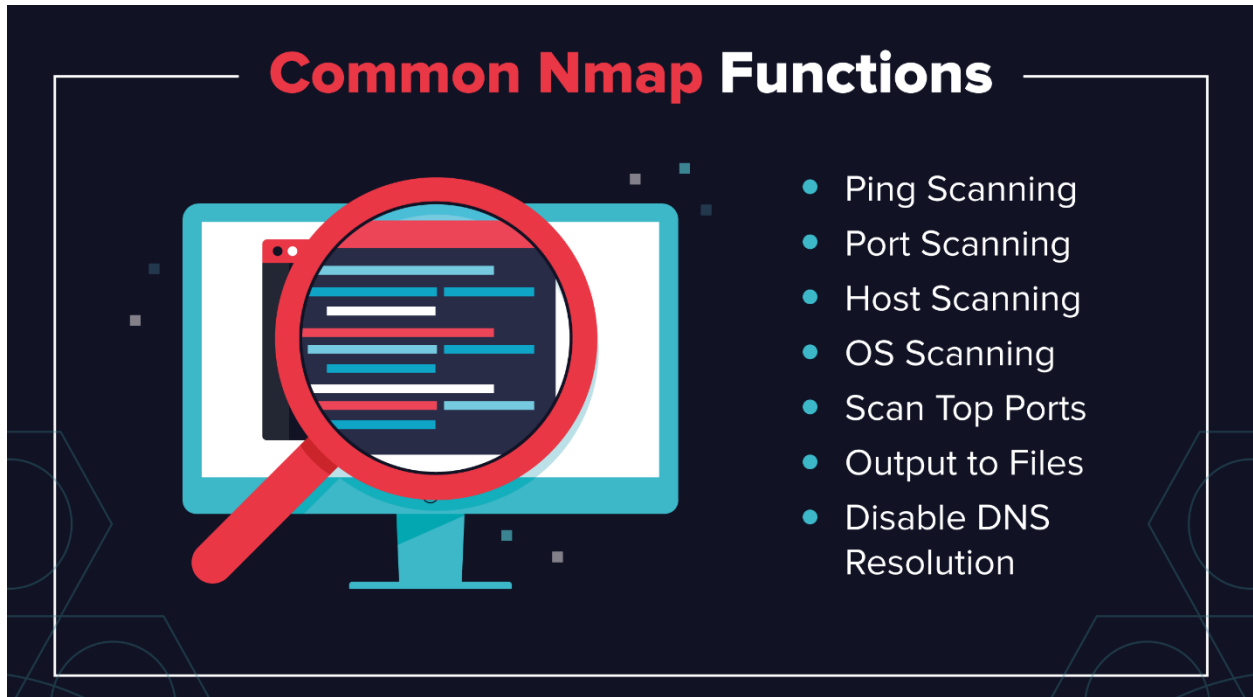 Common Nmap Functions
Ping Scanning
Port Scanning
Host Scanning
OS Scanning
Scan Top Ports
Output to Files
Disable DNS
Resolution